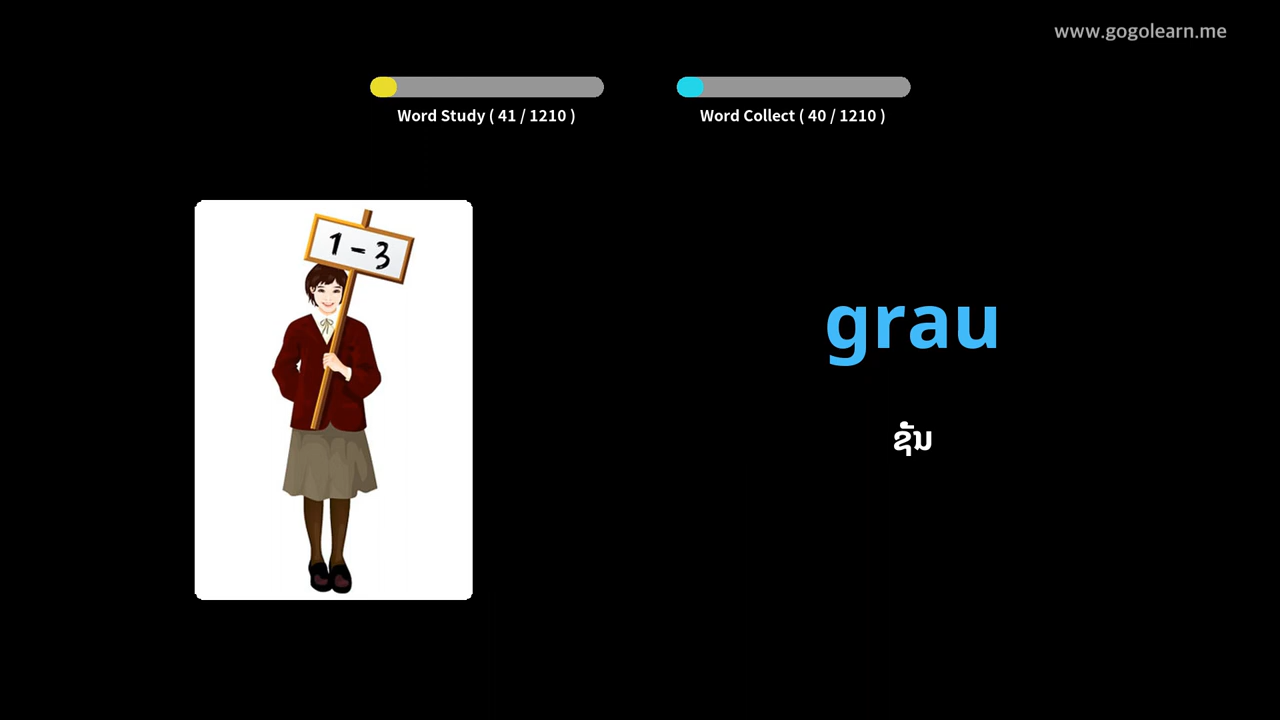 www.gogolearn.me
Word Study ( 41 / 1210 )
Word Collect ( 40 / 1210 )
1 - 3
grau
ຊັ້ນ